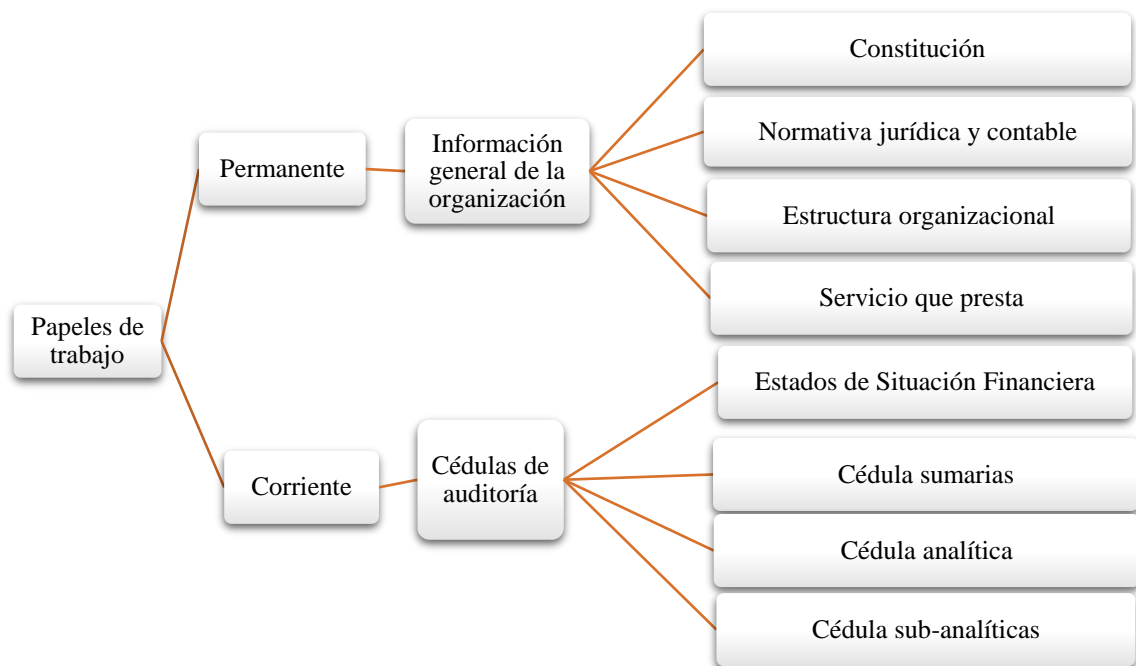 Papeles de
trabajo
Permanente
Información
general de la
organización
Constitución
Normativa jurídica y contable
Estructura organizacional
Servicio que presta
Corriente
Cédulas de
auditoría
Estados de Situación Financiera
Cédula sumarias
Cédula analítica
Cédula sub-analíticas